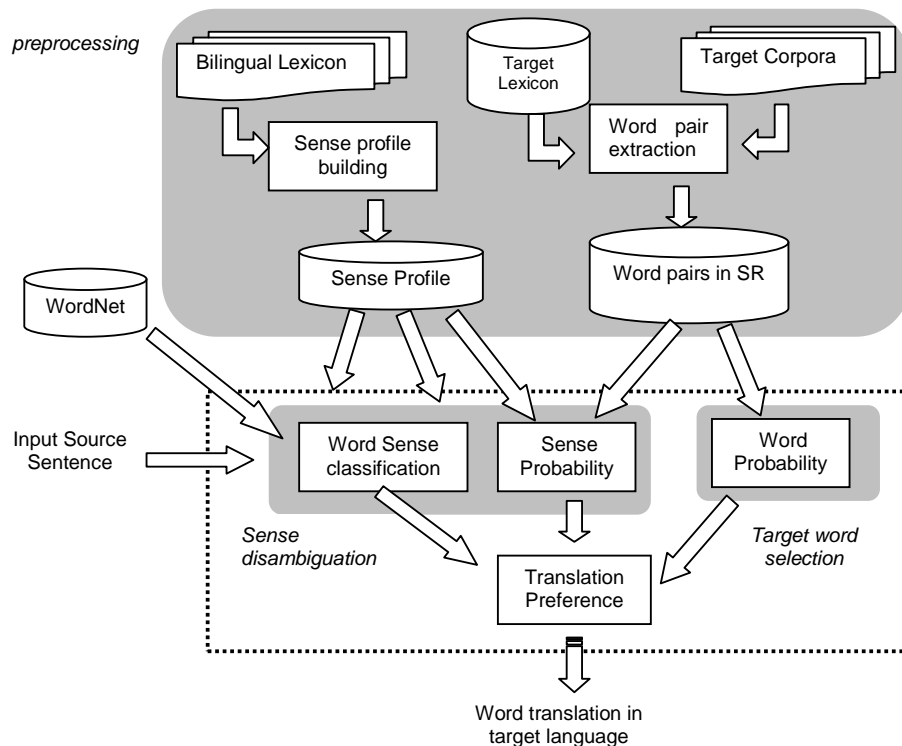 preprocessing
Bilingual Lexicon
Target
Lexicon
Target Corpora
Sense profile
building
Word pair
extraction
Sense Profile
Word pairs in SR
WordNet
Input Source
Sentence
Word Sense
classification
Sense
Probability
Word
Probability
Sense
disambiguation
Target word
selection
Translation
Preference
Word translation in
target language